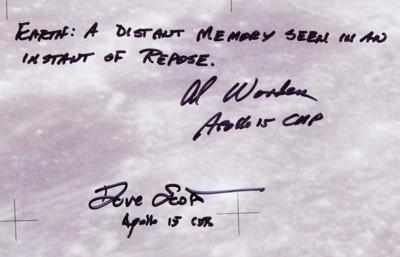 EARTH: A DISTANT MEMORY SEEN IN AN
INSTANT OF REPOSE.
Al Worden
Apollo 15 CMP
Dave Scott
Apollo 15 CDR